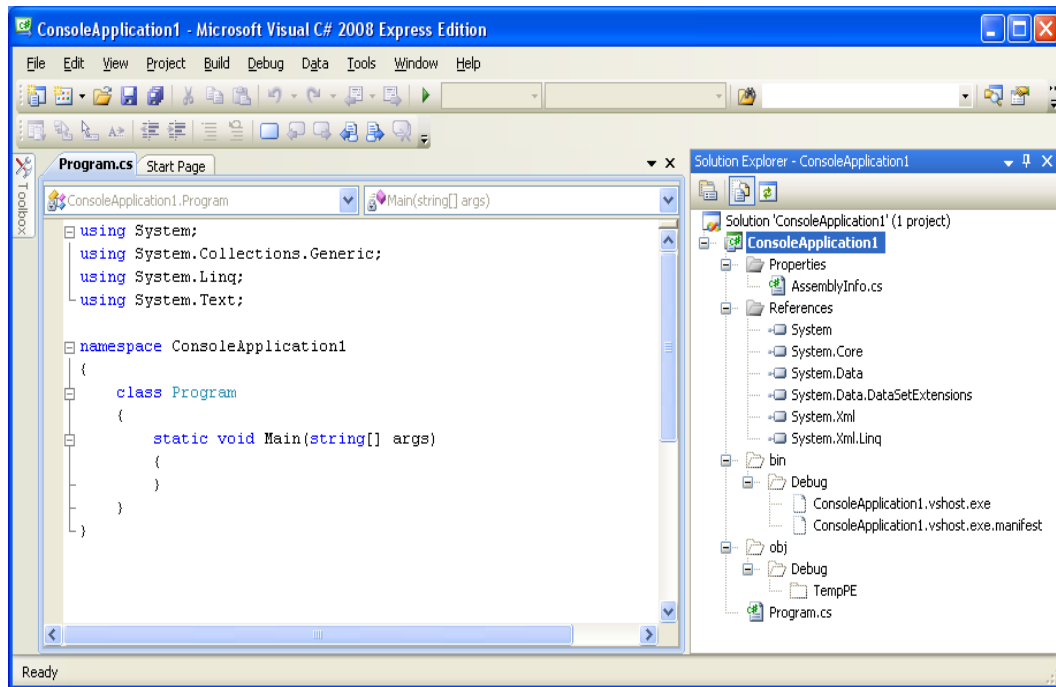 ConsoleApplication1 - Microsoft Visual C# 2008 Express Edition
File Edit View Project Build Debug Data Tools Window Help
Toolbox
Program.cs Start Page
ConsoleApplication1.Program Main(string[] args)
using System;
using System.Collections.Generic;
using System.Linq;
using System.Text;
namespace ConsoleApplication1
{
class Program
{
static void Main(string[] args)
{
}
}
}
Solution Explorer - ConsoleApplication1
Solution 'ConsoleApplication1' (1 project)
ConsoleApplication1
Properties
AssemblyInfo.cs
References
System
System.Core
System.Data
System.Data.DataSetExtensions
System.Xml
System.Xml.Linq
bin
Debug
ConsoleApplication1.vshost.exe
ConsoleApplication1.vshost.exe.manifest
obj
Debug
TempPE
Program.cs
Ready